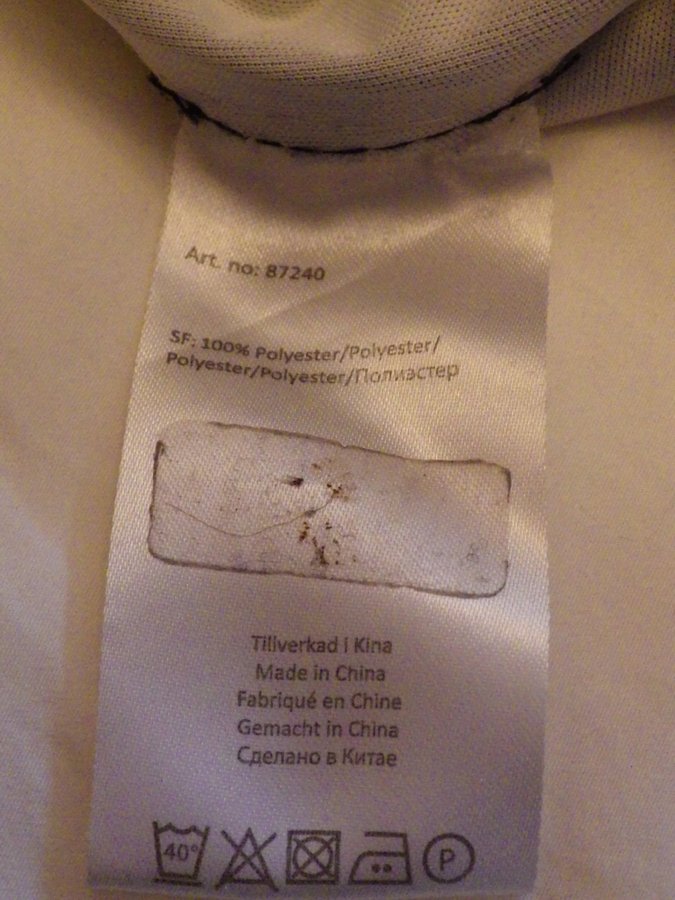 Art. no: 87240
SF: 100% Polyester/Polyester/
Polyester/Polyester/Полиэстер
Tillverkad i Kina
Made in China
Fabriqué en Chine
Gemacht in China
Сделано в Китае
40°
P